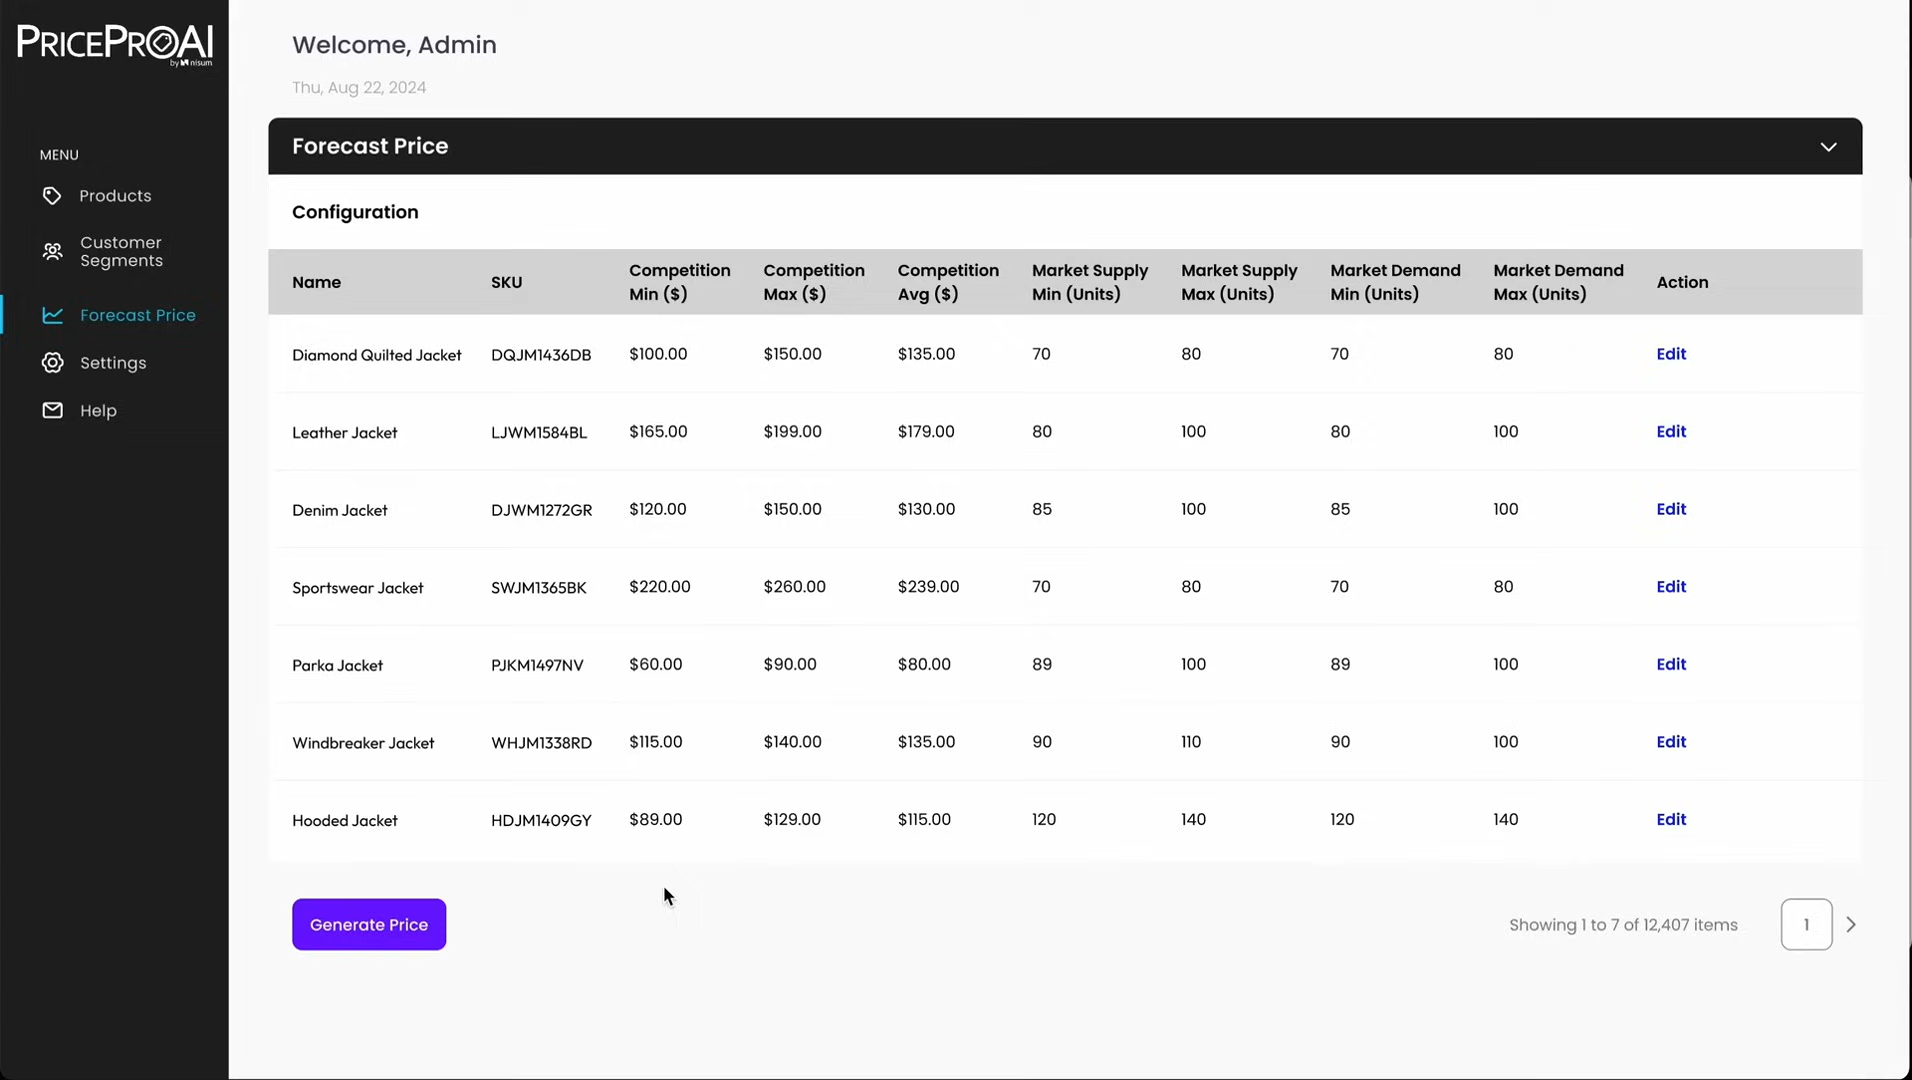 PRICEPROAI
by nisum
MENU
Products
Customer
Segments
Forecast Price
Settings
Help
Welcome, Admin
Thu, Aug 22, 2024
Forecast Price
Configuration
Name SKU Competition Min ($) Competition Max ($) Competition Avg ($) Market Supply Min (Units) Market Supply Max (Units) Market Demand Min (Units) Market Demand Max (Units) Action
Diamond Quilted Jacket DQJM1436DB $100.00 $150.00 $135.00 70 80 70 80 Edit
Leather Jacket LJWM1584BL $165.00 $199.00 $179.00 80 100 80 100 Edit
Denim Jacket DJWM1272GR $120.00 $150.00 $130.00 85 100 85 100 Edit
Sportswear Jacket SWJM1365BK $220.00 $260.00 $239.00 70 80 70 80 Edit
Parka Jacket PJKM1497NV $60.00 $90.00 $80.00 89 100 89 100 Edit
Windbreaker Jacket WHJM1338RD $115.00 $140.00 $135.00 90 110 90 100 Edit
Hooded Jacket HDJM1409GY $89.00 $129.00 $115.00 120 140 120 140 Edit
Generate Price
Showing 1 to 7 of 12,407 items 1